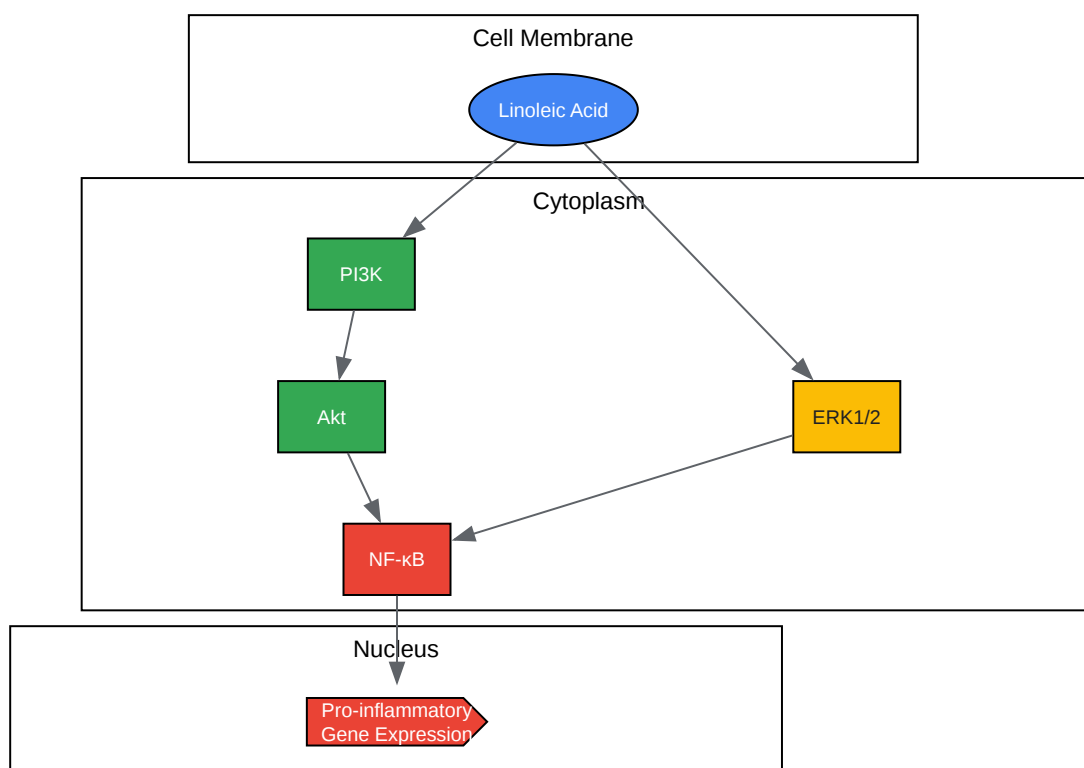 Cell Membrane
Linoleic Acid
Cytoplasm
PI3K
Akt
ERK1/2
NF-κB
Nucleus
Pro-inflammatory
Gene Expression